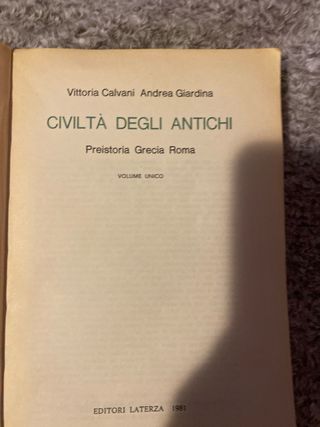 Vittoria Calvani Andrea Giardina
CIVILTÀ DEGLI ANTICHI
Preistoria Grecia Roma
VOLUME UNICO
EDITORI LATERZA 1981